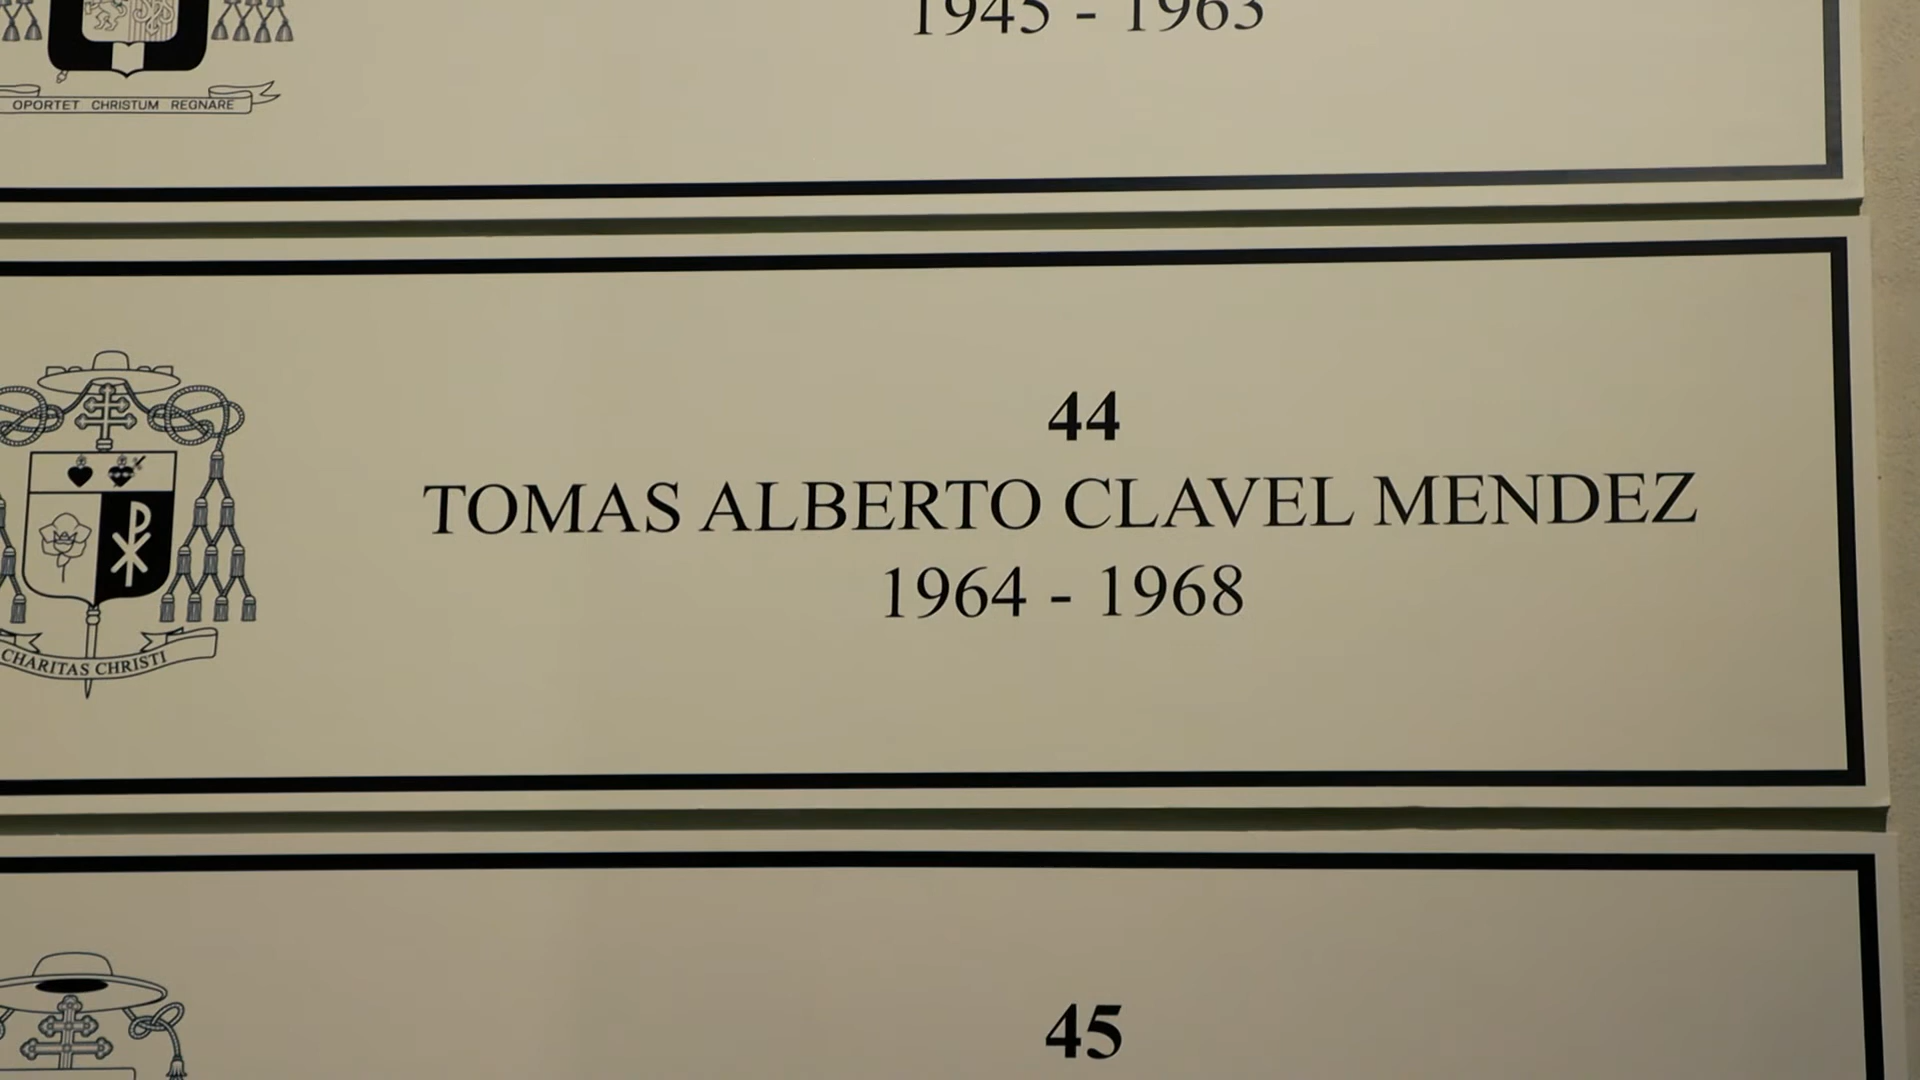 1945 - 1963
OPORTET CHRISTUM REGNARE
44
TOMAS ALBERTO CLAVEL MENDEZ
1964 - 1968
CHARITAS CHRISTI
45